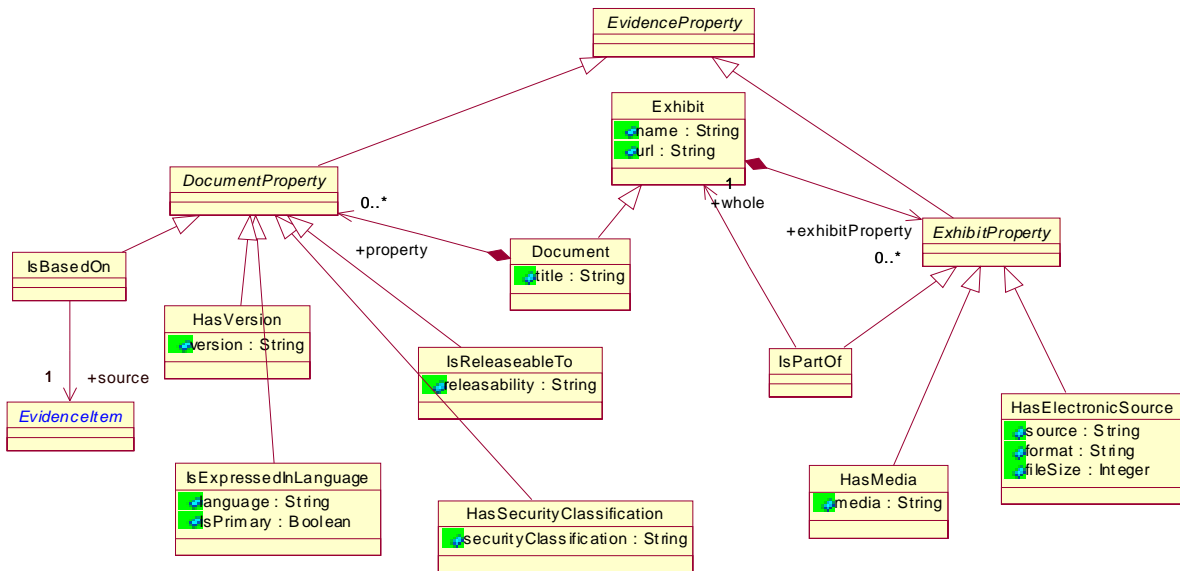 EvidenceProperty
Exhibit
name : String
url : String
DocumentProperty
0..*
1
+whole
+property
+exhibitProperty
0..*
ExhibitProperty
Document
title : String
IsBasedOn
HasVersion
version : String
IsReleaseableTo
releasability : String
IsPartOf
1
+source
EvidenceItem
HasElectronicSource
source : String
format : String
fileSize : Integer
IsExpressedInLanguage
language : String
IsPrimary : Boolean
HasMedia
media : String
HasSecurityClassification
securityClassification : String